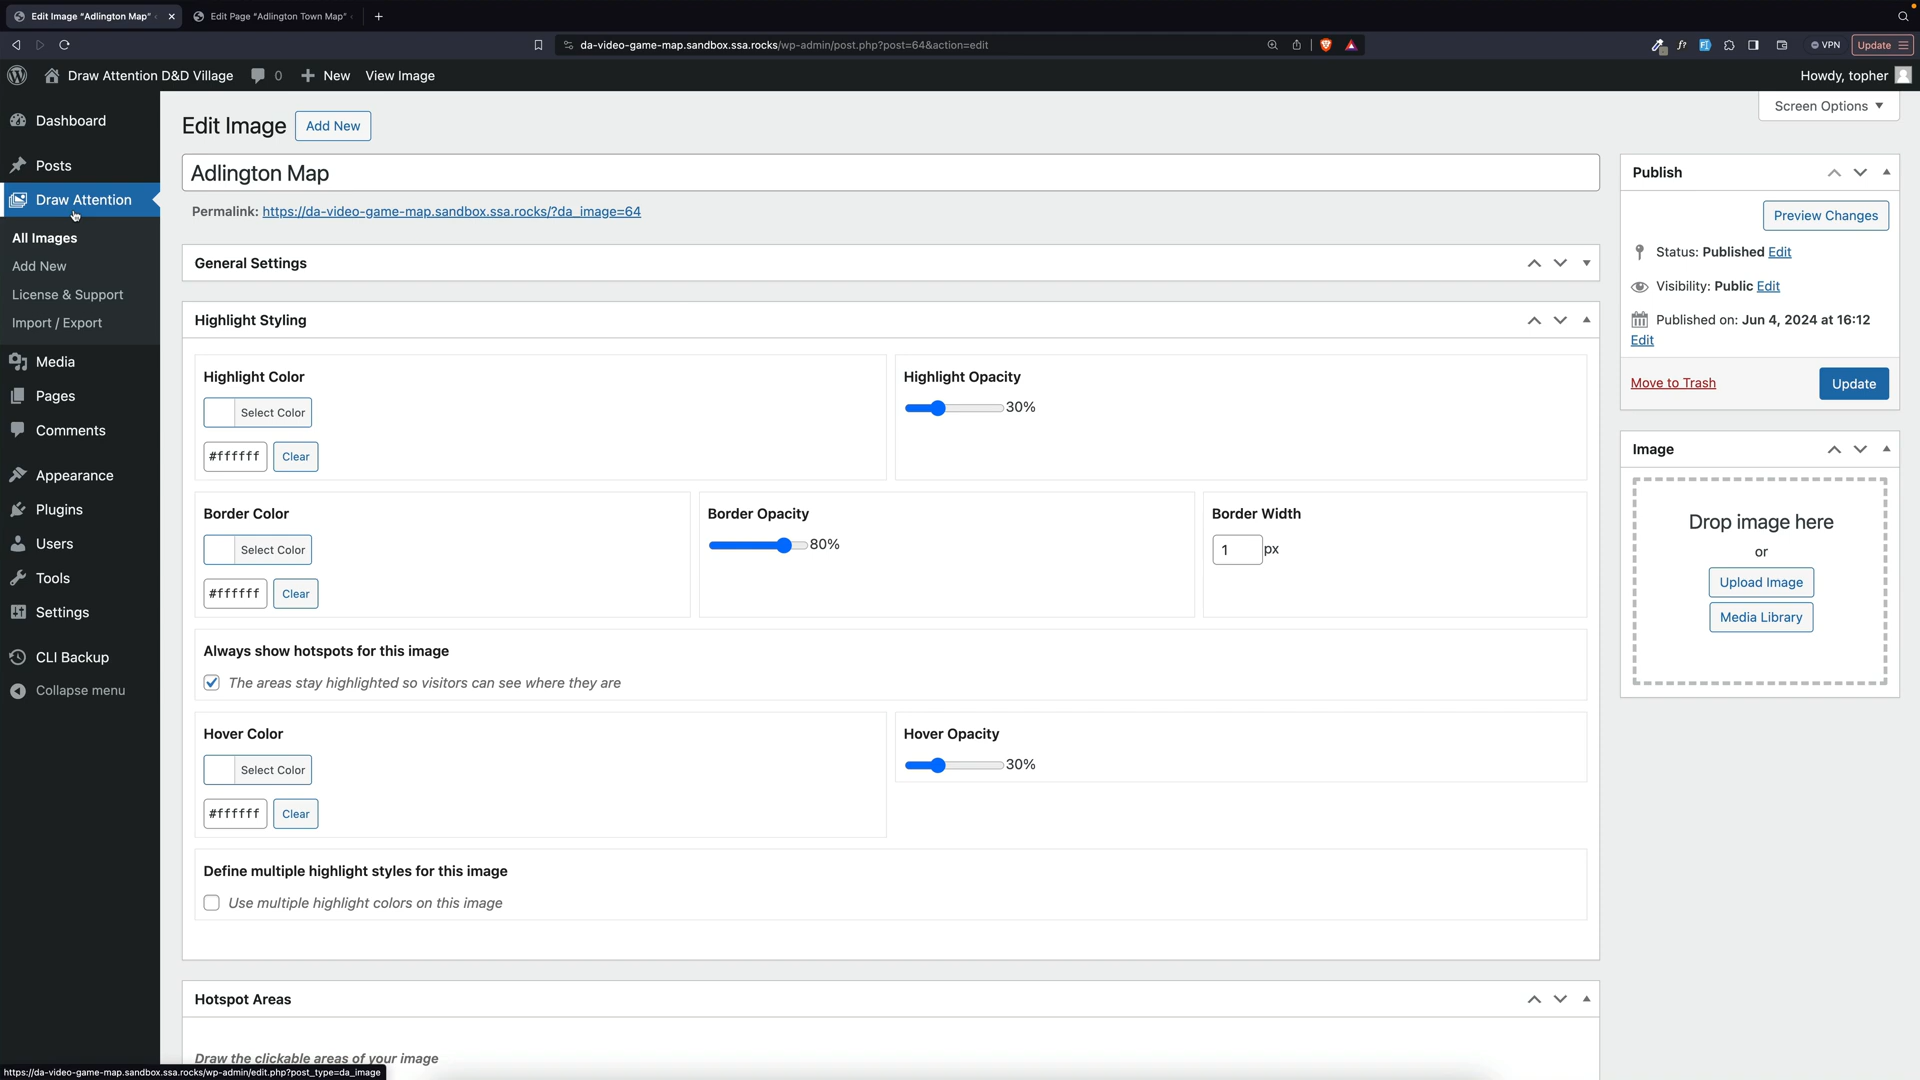 Edit Image "Adlington Map"
Edit Page "Adlington Town Map"
da-video-game-map.sandbox.ssa.rocks/wp-admin/post.php?post=64&action=edit
VPN
Update
Draw Attention D&D Village
0
New
View Image
Howdy, topher
Screen Options
Dashboard
Posts
Draw Attention
All Images
Add New
License & Support
Import / Export
Media
Pages
Comments
Appearance
Plugins
Users
Tools
Settings
CLI Backup
Collapse menu
Edit Image
Add New
Adlington Map
Permalink: https://da-video-game-map.sandbox.ssa.rocks/?da_image=64
General Settings
Highlight Styling
Highlight Color
Select Color
#ffffff
Clear
Highlight Opacity
30%
Border Color
Select Color
#ffffff
Clear
Border Opacity
80%
Border Width
1
px
Always show hotspots for this image
The areas stay highlighted so visitors can see where they are
Hover Color
Select Color
#ffffff
Clear
Hover Opacity
30%
Define multiple highlight styles for this image
Use multiple highlight colors on this image
Hotspot Areas
Draw the clickable areas of your image
Publish
Preview Changes
Status: Published Edit
Visibility: Public Edit
Published on: Jun 4, 2024 at 16:12
Edit
Move to Trash
Update
Image
Drop image here
or
Upload Image
Media Library
https://da-video-game-map.sandbox.ssa.rocks/wp-admin/edit.php?post_type=da_image